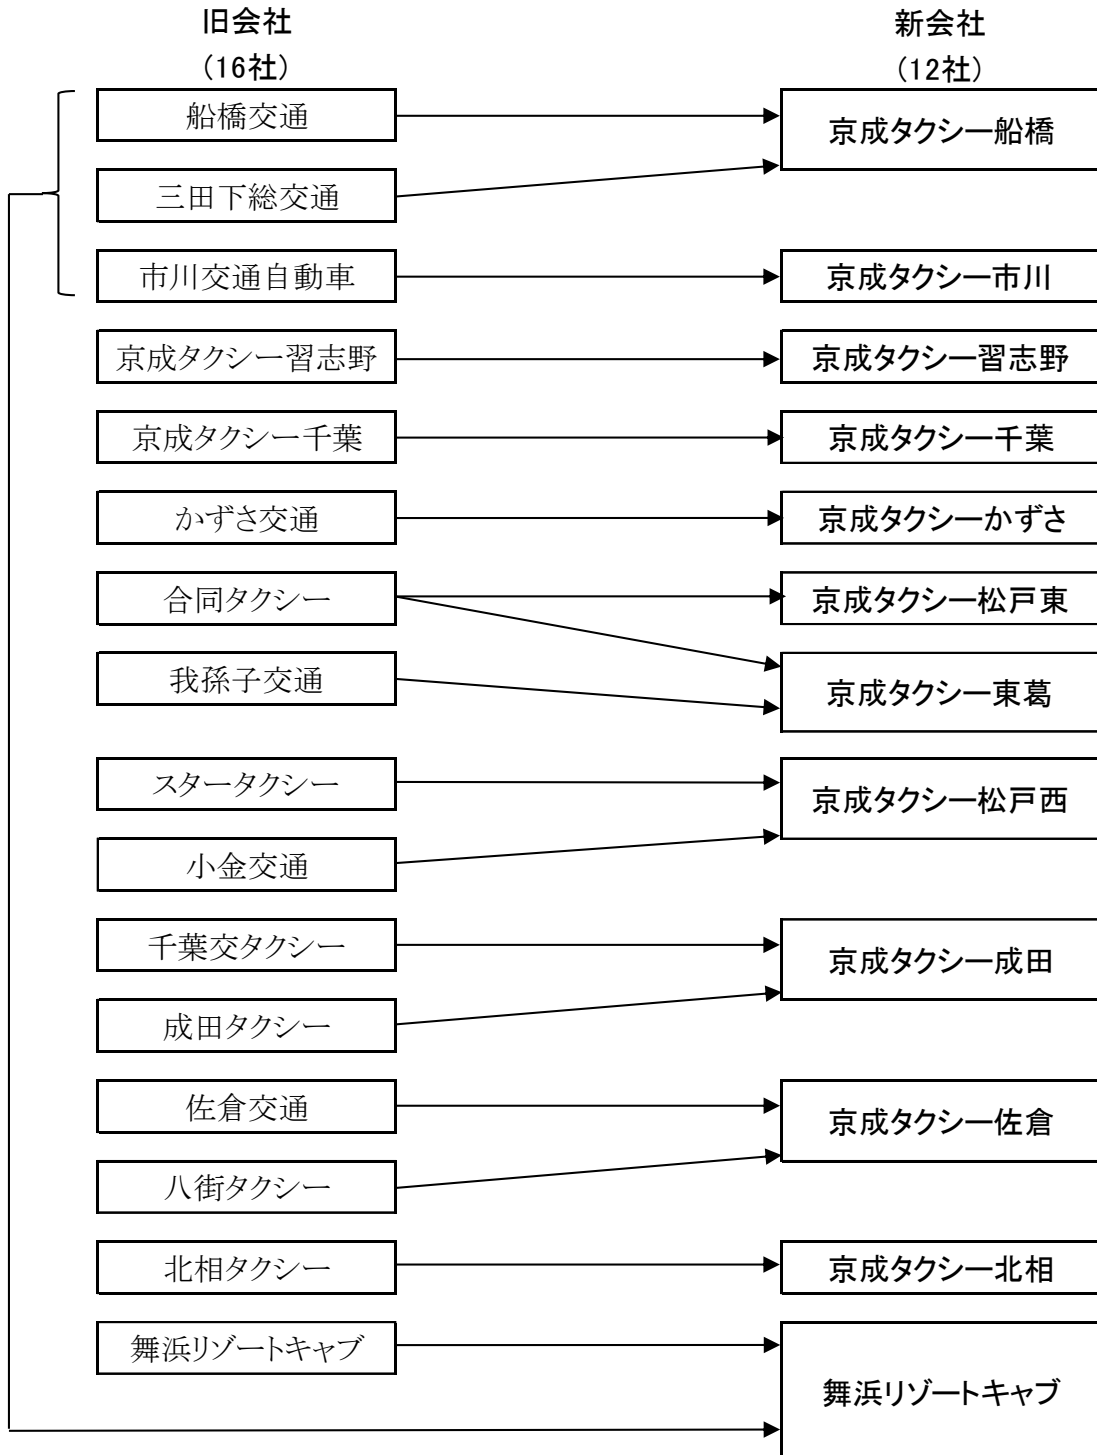 旧会社
(16社)
新会社
(12社)
船橋交通
京成タクシー船橋
三田下総交通
市川交通自動車
京成タクシー市川
京成タクシー習志野
京成タクシー習志野
京成タクシー千葉
京成タクシー千葉
かずさ交通
京成タクシーかずさ
合同タクシー
京成タクシー松戸東
我孫子交通
京成タクシー東葛
スタータクシー
京成タクシー松戸西
小金交通
千葉交タクシー
京成タクシー成田
成田タクシー
佐倉交通
京成タクシー佐倉
八街タクシー
北相タクシー
京成タクシー北相
舞浜リゾートキャブ
舞浜リゾートキャブ